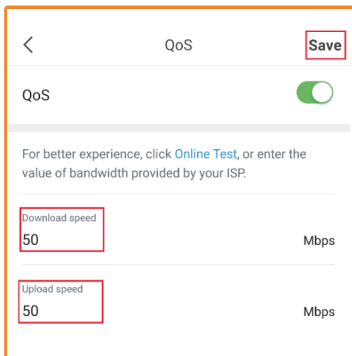 QoS
Save
QoS
For better experience, click Online Test, or enter the
value of bandwidth provided by your ISP.
Download speed
50
Mbps
Upload speed
50
Mbps